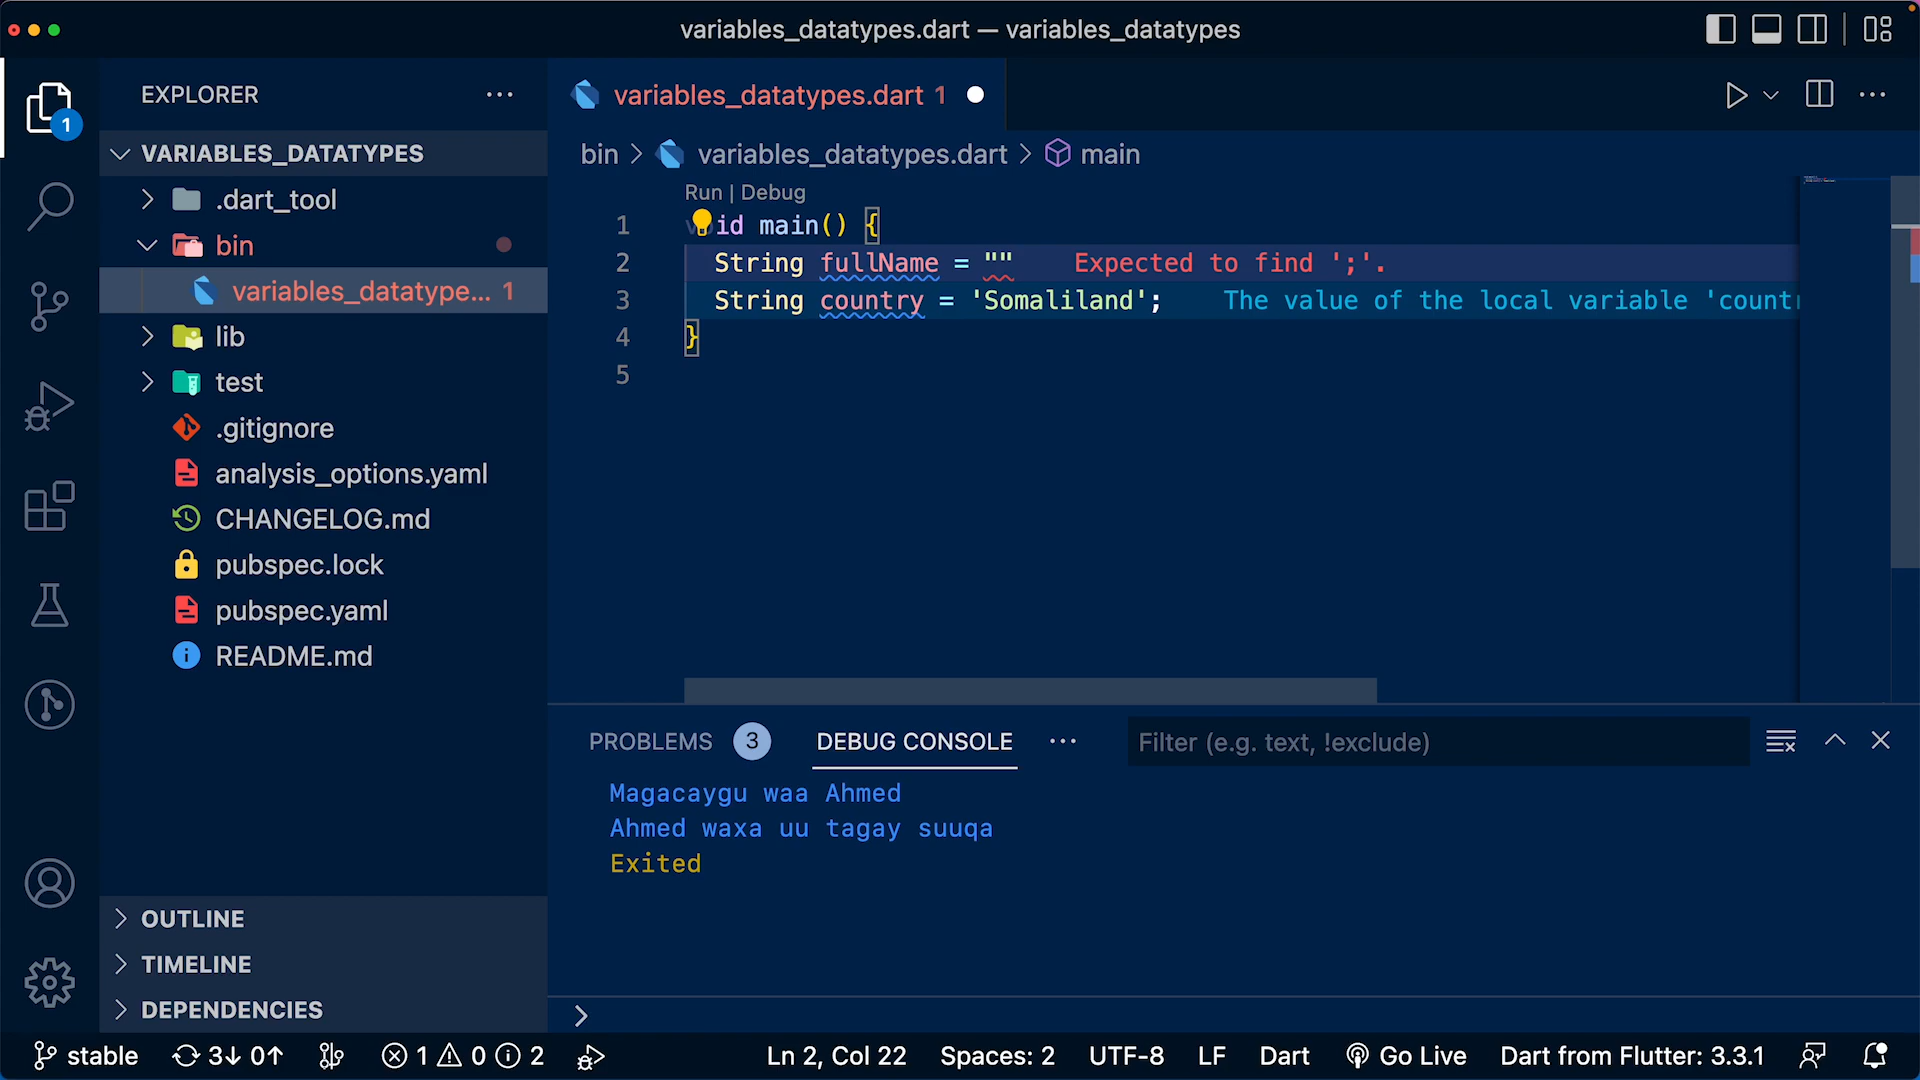 variables_datatypes.dart — variables_datatypes
EXPLORER
1
VARIABLES_DATATYPES
.dart_tool
bin
variables_datatype... 1
lib
test
.gitignore
analysis_options.yaml
CHANGELOG.md
pubspec.lock
pubspec.yaml
README.md
OUTLINE
TIMELINE
DEPENDENCIES
variables_datatypes.dart 1
bin > variables_datatypes.dart > main
Run | Debug
1 void main() {
2 String fullName = "" Expected to find ';'.
3 String country = 'Somaliland'; The value of the local variable 'countr
4 }
5
PROBLEMS 3 DEBUG CONSOLE ... Filter (e.g. text, !exclude)
Magacaygu waa Ahmed
Ahmed waxa uu tagay suuqa
Exited
>
stable 3↓ 0↑ 1 0 2 Ln 2, Col 22 Spaces: 2 UTF-8 LF Dart Go Live Dart from Flutter: 3.3.1